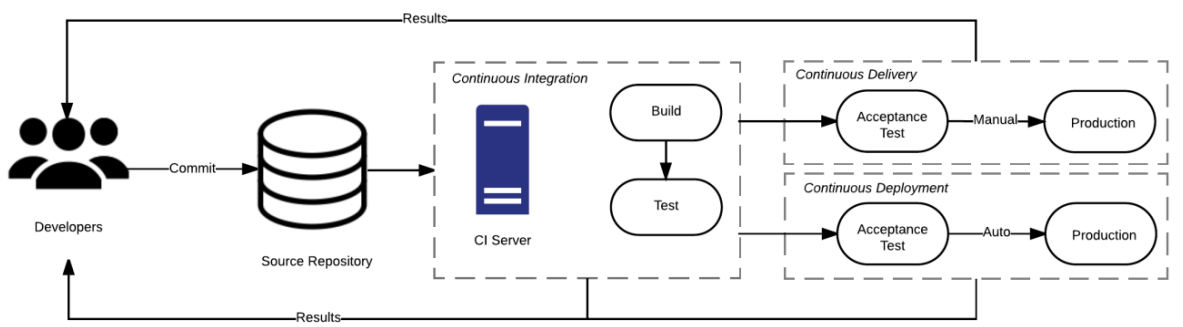 Results
Continuous Integration
Continuous Delivery
Build
Acceptance
Test
Manual
Production
Commit
Developers
Source Repository
CI Server
Test
Continuous Deployment
Acceptance
Test
Auto
Production
Results